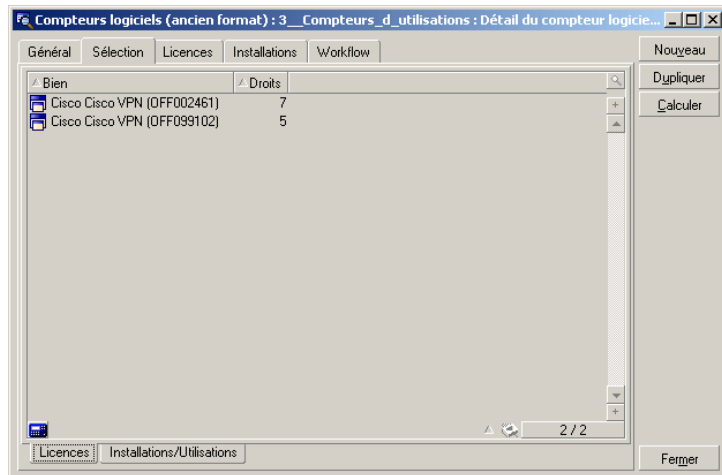 Compteurs logiciels (ancien format) : 3__Compteurs_d_utilisations : Détail du compteur logicie...
Général Sélection Licences Installations Workflow
Nouveau
Dupliquer
Calculer
Bien Droits
Cisco Cisco VPN (OFF002461) 7
Cisco Cisco VPN (OFF099102) 5
2 / 2
Licences Installations/Utilisations
Fermer